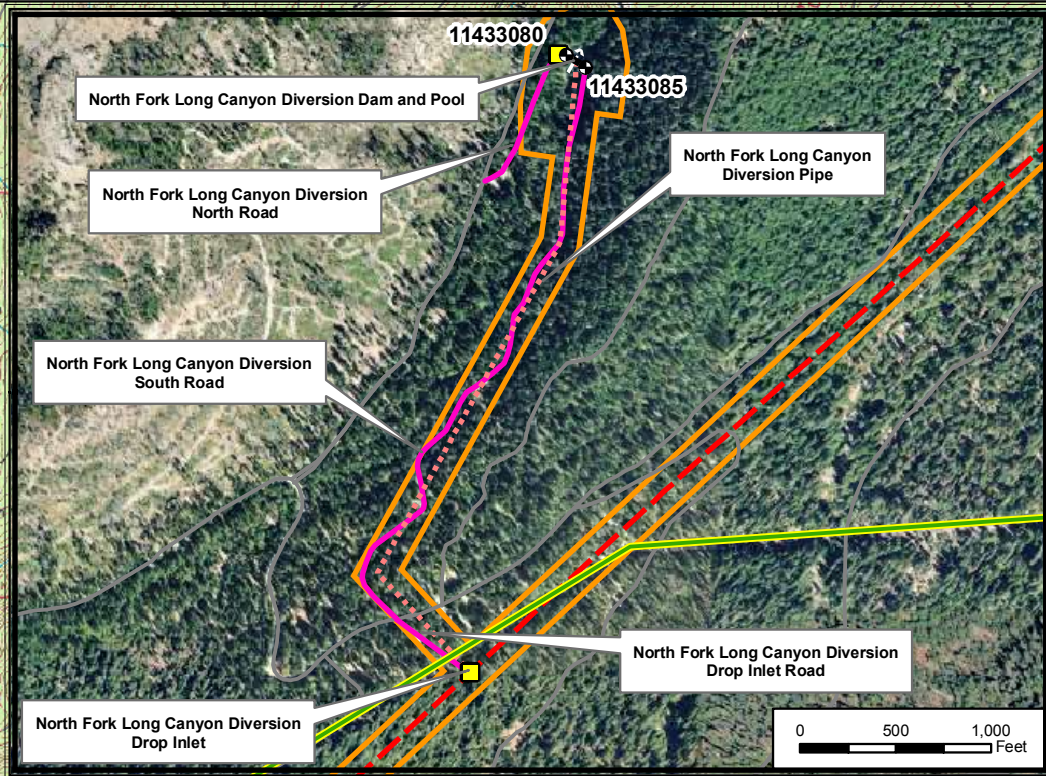 11433080
11433085
North Fork Long Canyon Diversion Dam and Pool
North Fork Long Canyon
Diversion Pipe
North Fork Long Canyon Diversion
North Road
North Fork Long Canyon Diversion
South Road
North Fork Long Canyon Diversion
Drop Inlet Road
North Fork Long Canyon Diversion
Drop Inlet
0 500 1,000
Feet